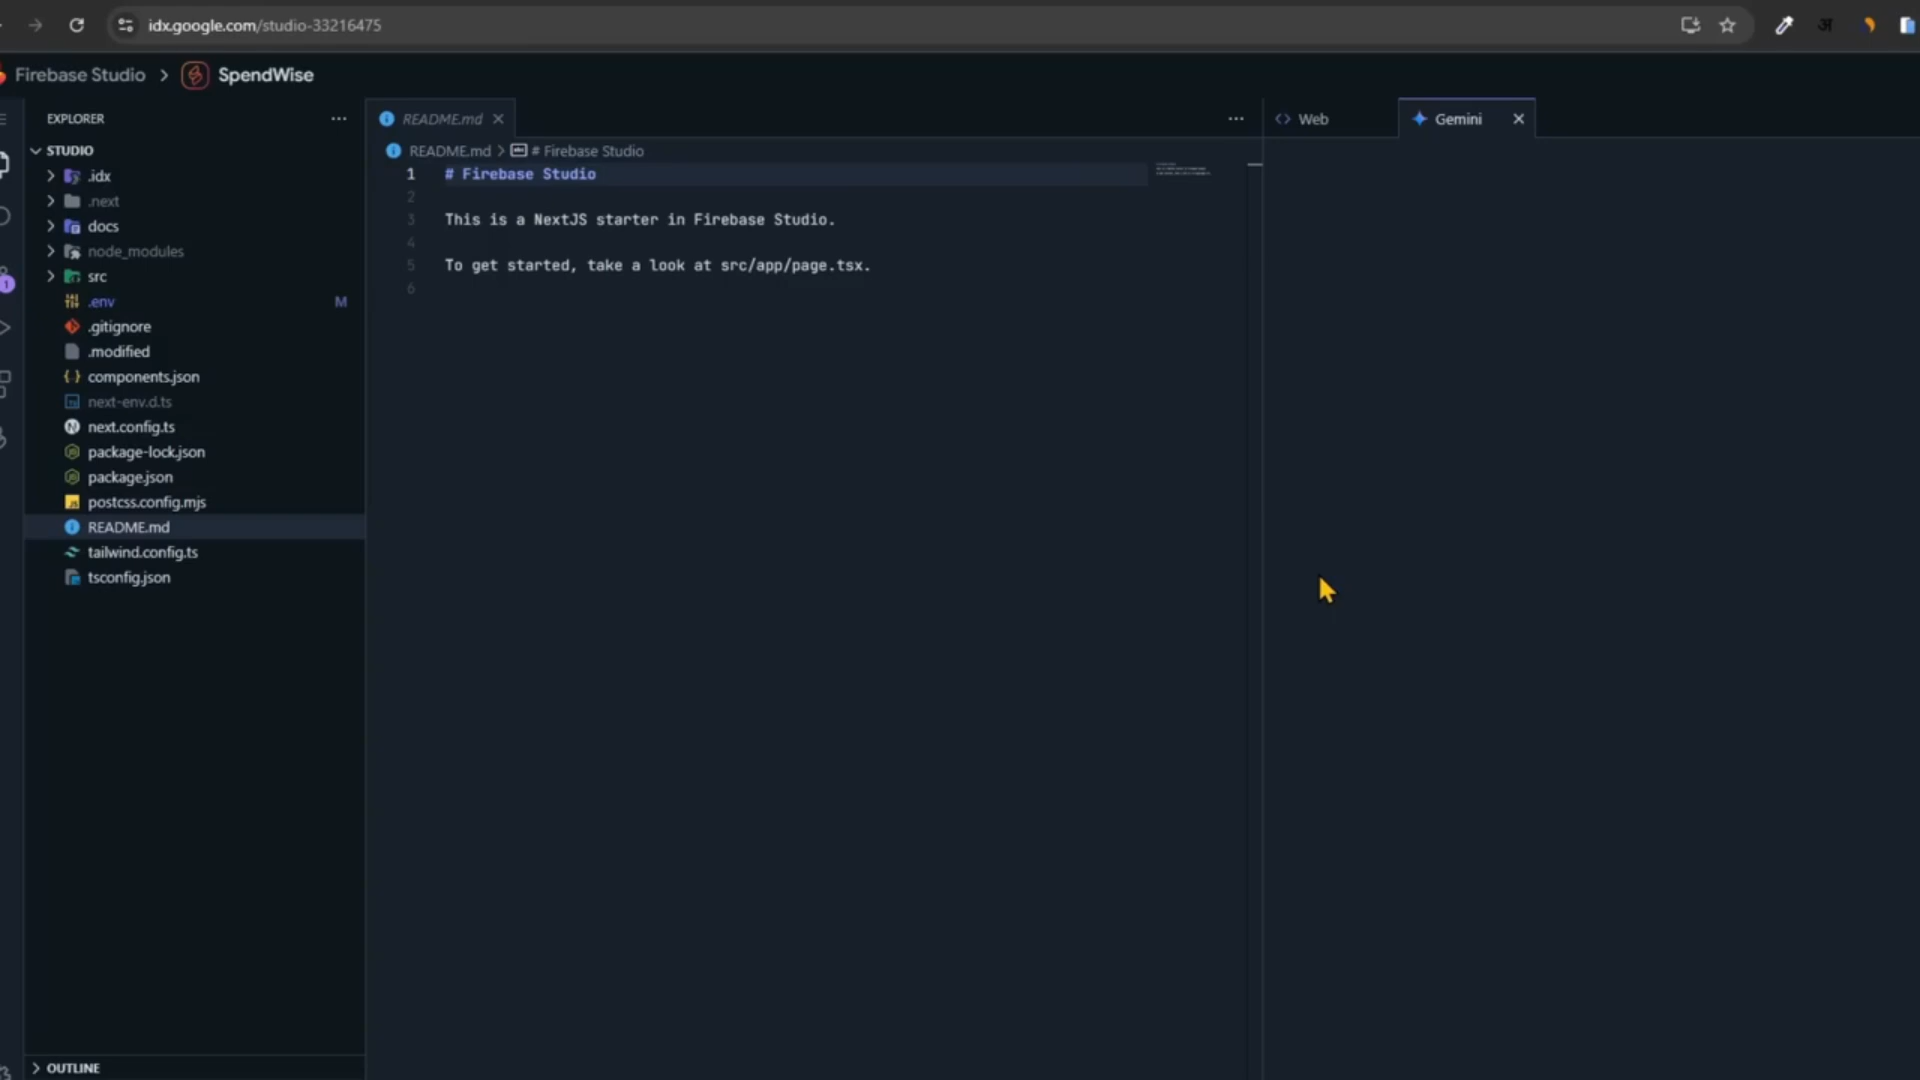 idx.google.com/studio-33216475
अ
Firebase Studio > SpendWise
EXPLORER
README.md
Web
Gemini
STUDIO
README.md > # Firebase Studio
.idx
.next
docs
node_modules
src
.env M
.gitignore
.modified
components.json
next-env.d.ts
next.config.ts
package-lock.json
package.json
postcss.config.mjs
README.md
tailwind.config.ts
tsconfig.json
1
1 # Firebase Studio
2
3 This is a NextJS starter in Firebase Studio.
4
5 To get started, take a look at src/app/page.tsx.
6
OUTLINE